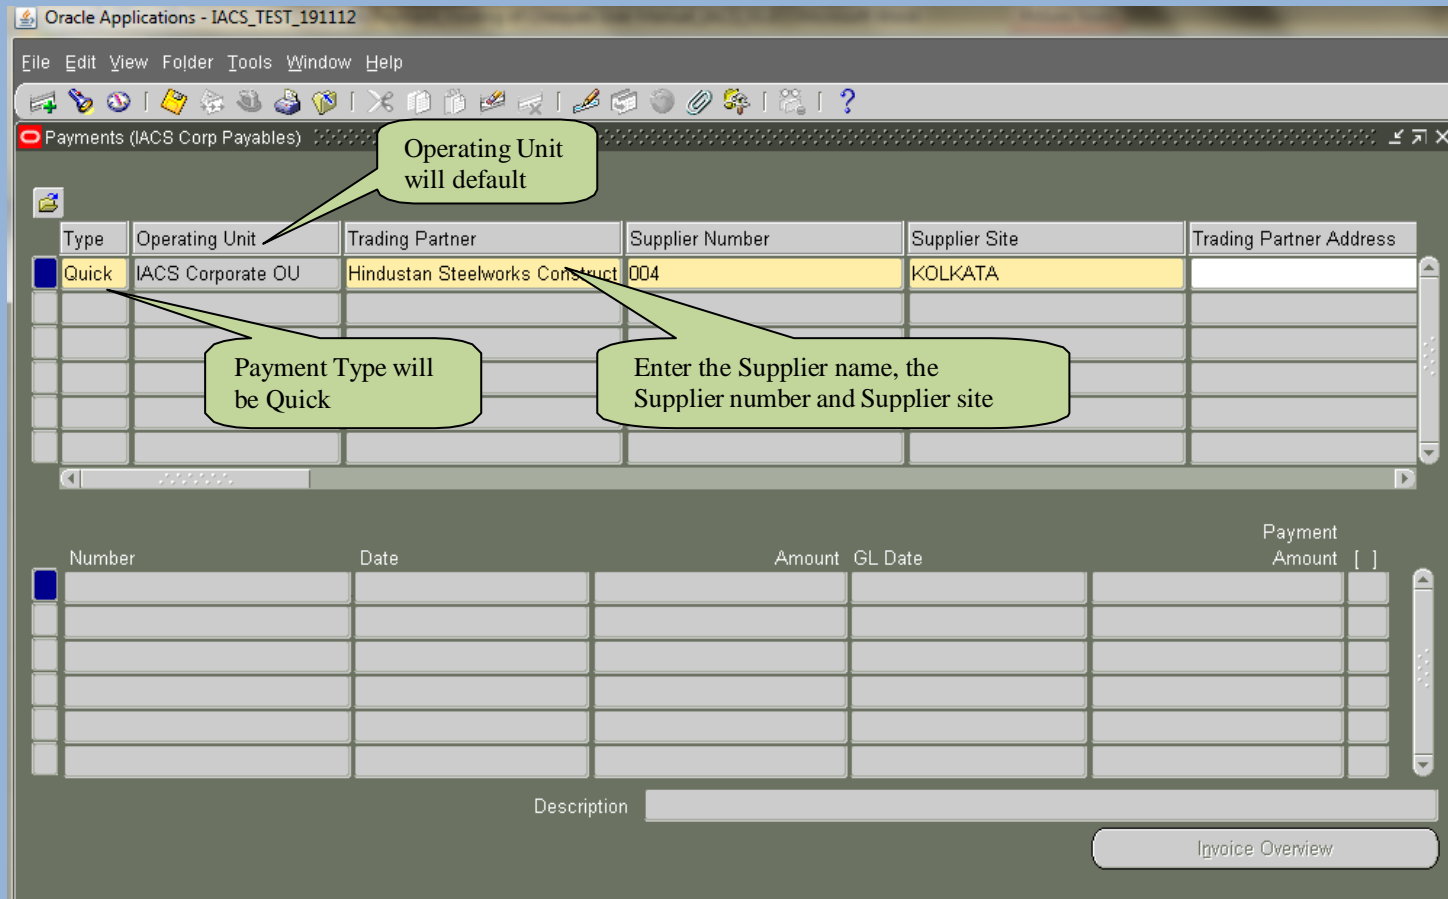 Oracle Applications - IACS_TEST_191112
File Edit View Folder Tools Window Help
Payments (IACS Corp Payables)
Operating Unit
will default
Type Operating Unit Trading Partner Supplier Number Supplier Site Trading Partner Address
Quick IACS Corporate OU Hindustan Steelworks Construct 004 KOLKATA
Payment Type will
be Quick
Enter the Supplier name, the
Supplier number and Supplier site
Payment
Number Date Amount GL Date Amount [ ]
Description
Invoice Overview